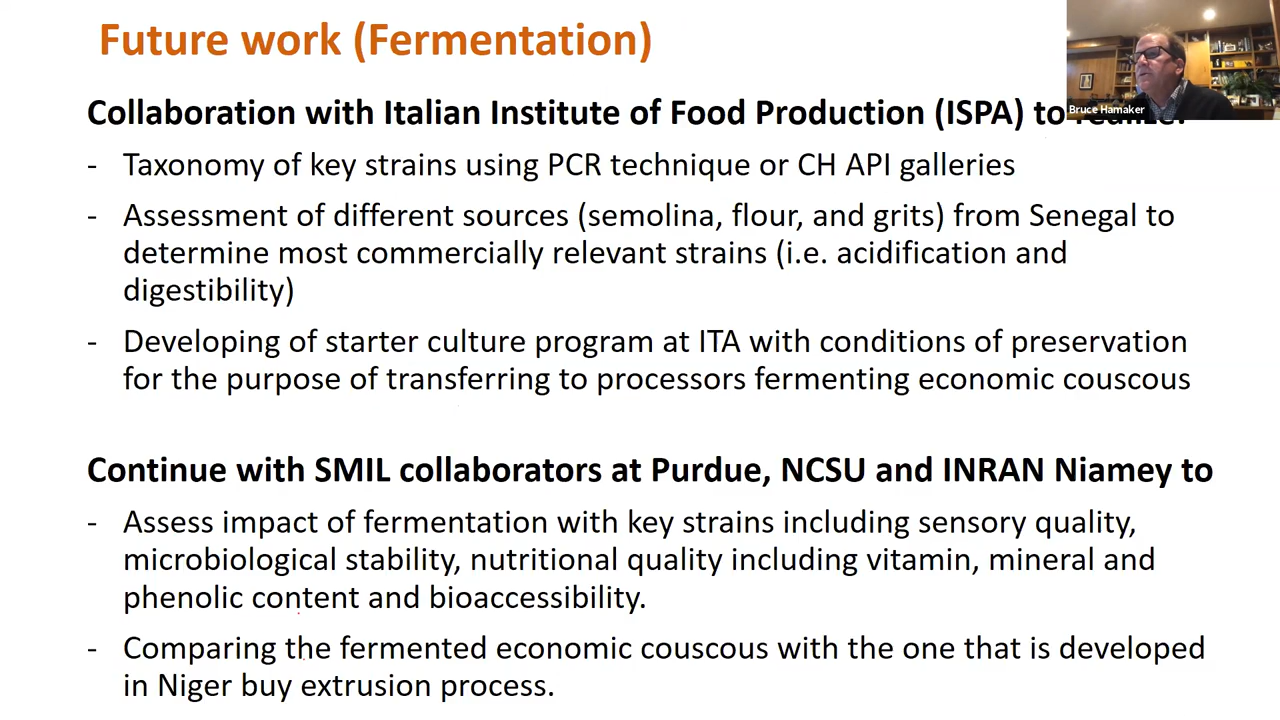 Future work (Fermentation)
Bruce Hamaker
Collaboration with Italian Institute of Food Production (ISPA) to
- Taxonomy of key strains using PCR technique or CH API galleries
- Assessment of different sources (semolina, flour, and grits) from Senegal to
determine most commercially relevant strains (i.e. acidification and
digestibility)
- Developing of starter culture program at ITA with conditions of preservation
for the purpose of transferring to processors fermenting economic couscous
Continue with SMIL collaborators at Purdue, NCSU and INRAN Niamey to
- Assess impact of fermentation with key strains including sensory quality,
microbiological stability, nutritional quality including vitamin, mineral and
phenolic content and bioaccessibility.
- Comparing the fermented economic couscous with the one that is developed
in Niger buy extrusion process.